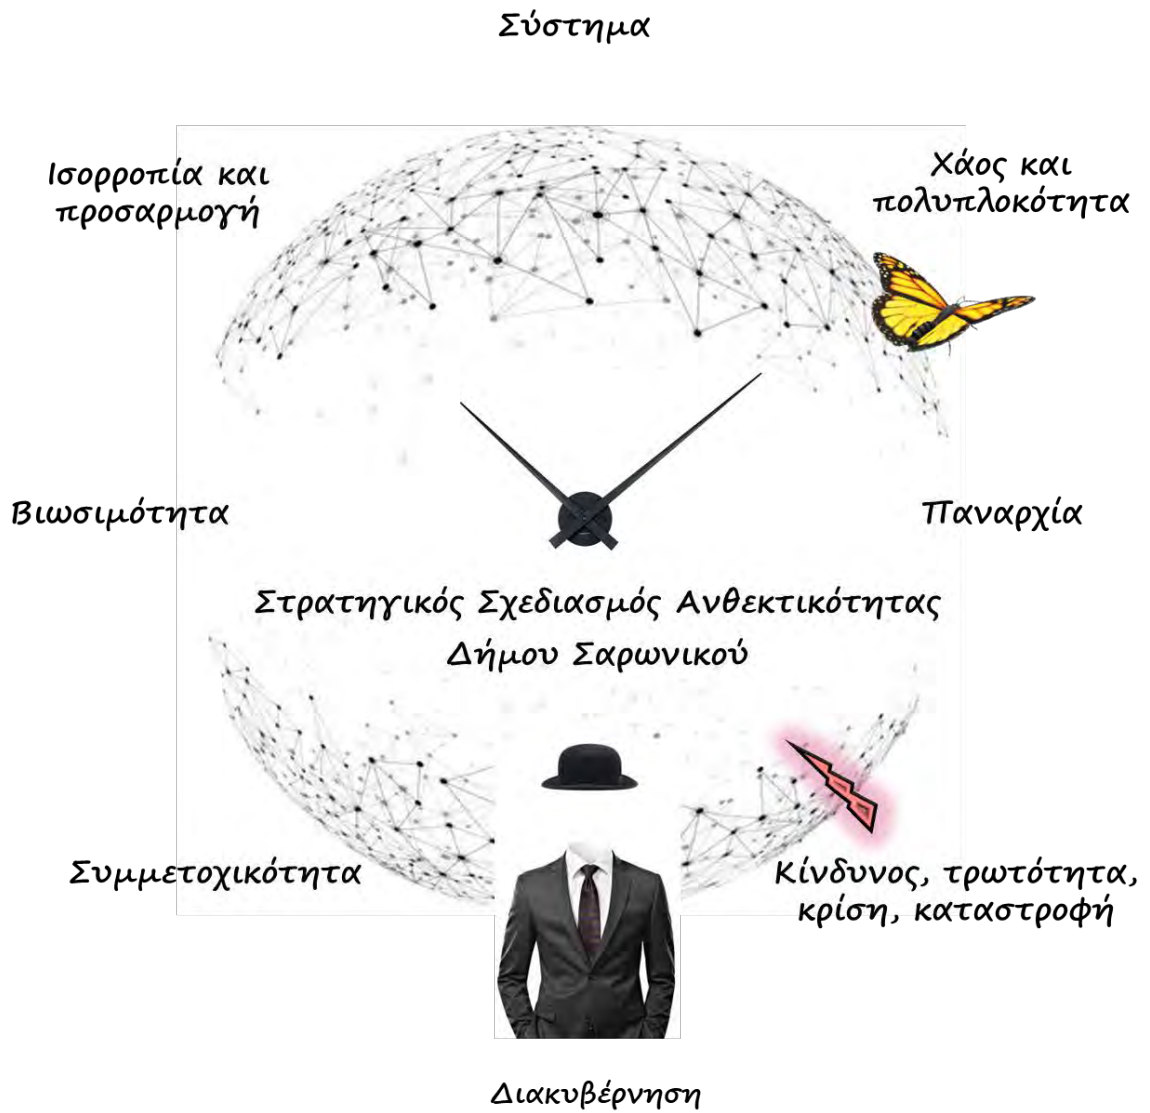 Σύστημα
Ισορροπία και
προσαρμογή
Χάος και
πολυπλοκότητα
Βιωσιμότητα
Παναρχία
Στρατηγικός Σχεδιασμός Ανθεκτικότητας
Δήμου Σαρωνικού
Συμμετοχικότητα
Κίνδυνος, τρωτότητα,
κρίση, καταστροφή
Διακυβέρνηση